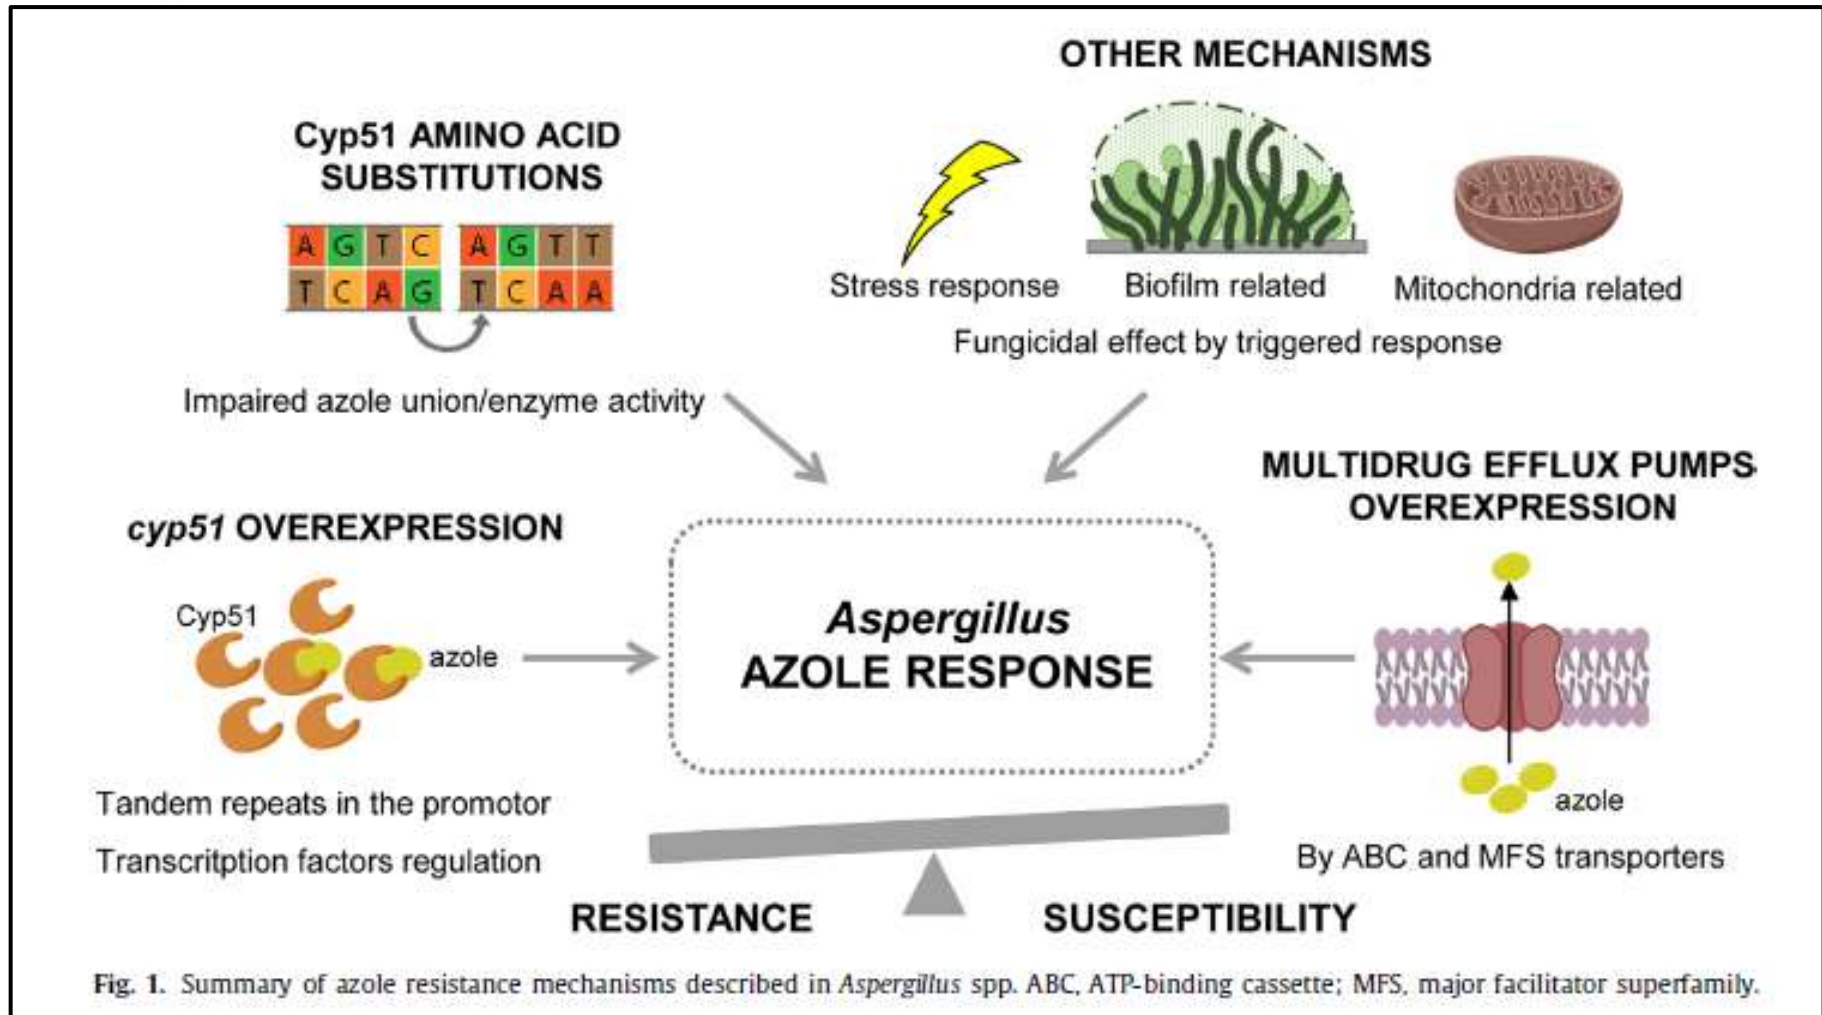 OTHER MECHANISMS
Cyp51 AMINO ACID
SUBSTITUTIONS
A G T C A G T T
T C A G T C A A
Impaired azole union/enzyme activity
Stress response
Biofilm related
Mitochondria related
Fungicidal effect by triggered response
cyp51 OVEREXPRESSION
Cyp51
azole
Tandem repeats in the promotor
Transcritption factors regulation
Aspergillus
AZOLE RESPONSE
MULTIDRUG EFFLUX PUMPS
OVEREXPRESSION
azole
By ABC and MFS transporters
RESISTANCE
SUSCEPTIBILITY
Fig. 1. Summary of azole resistance mechanisms described in Aspergillus spp. ABC, ATP-binding cassette; MFS, major facilitator superfamily.